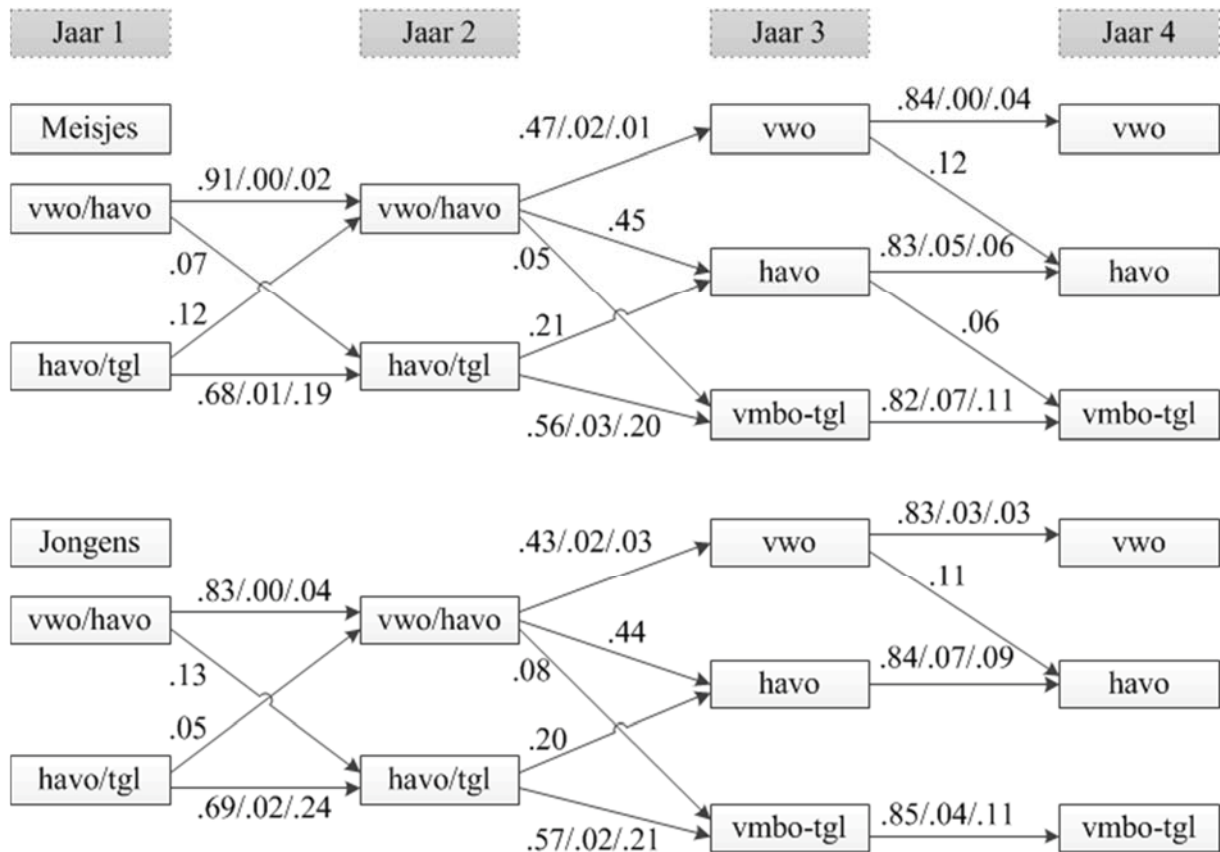 Jaar 1 Jaar 2 Jaar 3 Jaar 4
Meisjes
.47/.02/.01
vwo
.84/.00/.04
vwo
.12
vwo/havo
.91/.00/.02
vwo/havo
.45
.05
havo
.83/.05/.06
havo
.07
.12
.21
.06
havo/tgl
.68/.01/.19
havo/tgl
.56/.03/.20
vmbo-tgl
.82/.07/.11
vmbo-tgl
Jongens
.43/.02/.03
vwo
.83/.03/.03
vwo
.11
vwo/havo
.83/.00/.04
vwo/havo
.44
.08
havo
.84/.07/.09
havo
.13
.05
.20
havo/tgl
.69/.02/.24
havo/tgl
.57/.02/.21
vmbo-tgl
.85/.04/.11
vmbo-tgl